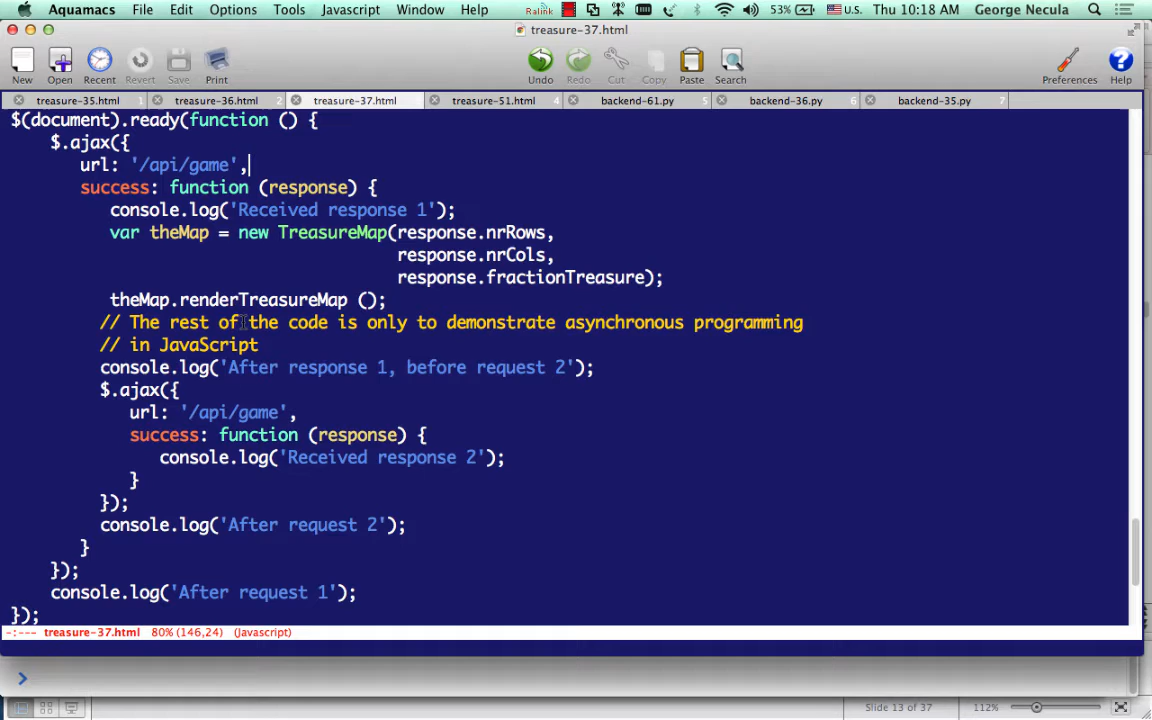 Aquamacs File Edit Options Tools Javascript Window Help Ralink 53% U.S. Thu 10:18 AM George Necula
treasure-37.html
New Open Recent Revert Save Print Undo Redo Cut Copy Paste Search Preferences Help
treasure-35.html 1 treasure-36.html 2 treasure-37.html treasure-51.html 4 backend-61.py 5 backend-36.py 6 backend-35.py 7
$(document).ready(function () {
$.ajax({
url: '/api/game',
success: function (response) {
console.log('Received response 1');
var theMap = new TreasureMap(response.nrRows,
response.nrCols,
response.fractionTreasure);
theMap.renderTreasureMap ();
// The rest of the code is only to demonstrate asynchronous programming
// in JavaScript
console.log('After response 1, before request 2');
$.ajax({
url: '/api/game',
success: function (response) {
console.log('Received response 2');
}
});
console.log('After request 2');
}
});
console.log('After request 1');
});
-:--- treasure-37.html 80% (146,24) (Javascript)
>
Slide 13 of 37 112%